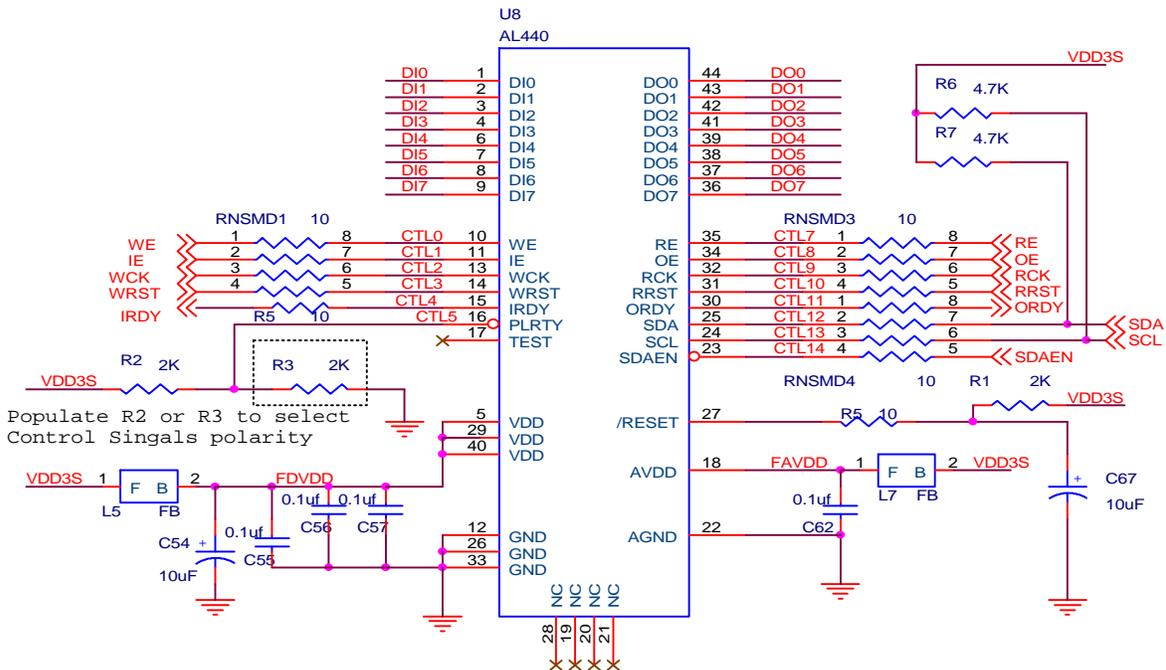 U8
AL440
DI0 1 DI0
DI1 2 DI1
DI2 3 DI2
DI3 4 DI3
DI4 6 DI4
DI5 7 DI5
DI6 8 DI6
DI7 9 DI7
DO0 44 DO0
DO1 43 DO1
DO2 42 DO2
DO3 41 DO3
DO4 39 DO4
DO5 38 DO5
DO6 37 DO6
DO7 36 DO7
VDD3S
R6 4.7K
R7 4.7K
RNSMD1 10
WE 1 8 CTL0 10 WE
IE 2 7 CTL1 11 IE
WCK 3 6 CTL2 13 WCK
WRST 4 5 CTL3 14 WRST
IRDY R5 10 CTL4 15 IRDY
CTL5 16 PLRTY
17 TEST
RNSMD3 10
RE 35 CTL7 1 8 RE
OE 34 CTL8 2 7 OE
RCK 32 CTL9 3 6 RCK
RRST 31 CTL10 4 5 RRST
ORDY 30 CTL11 1 8 ORDY
SDA 25 CTL12 2 7 SDA
SCL 24 CTL13 3 6 SCL
SDAEN 23 CTL14 4 5 SDAEN
RNSMD4 10
R1 2K
VDD3S
R2 2K
R3 2K
VDD3S
Populate R2 or R3 to select
Control Singals polarity
5 VDD
29 VDD
40 VDD
/RESET 27 R5 10
AVDD 18 FAVDD 1 F B 2 VDD3S
L7 FB
0.1uf
C62
AGND 22
C67
+
10uF
VDD3S 1 F B 2 FDVDD
L5 FB
0.1uf 0.1uf
C56 C57
0.1uf
C55
C54 +
10uF
12 GND
26 GND
33 GND
NC NC NC NC
28 19 20 21